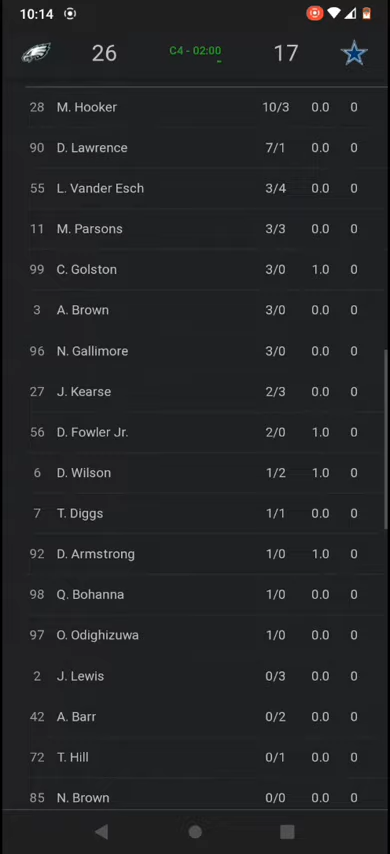 10:14
26 C4 - 02:00 17
28 M. Hooker 10/3 0.0 0
90 D. Lawrence 7/1 0.0 0
55 L. Vander Esch 3/4 0.0 0
11 M. Parsons 3/3 0.0 0
99 C. Golston 3/0 1.0 0
3 A. Brown 3/0 0.0 0
96 N. Gallimore 3/0 0.0 0
27 J. Kearse 2/3 0.0 0
56 D. Fowler Jr. 2/0 1.0 0
6 D. Wilson 1/2 1.0 0
7 T. Diggs 1/1 0.0 0
92 D. Armstrong 1/0 1.0 0
98 Q. Bohanna 1/0 0.0 0
97 O. Odighizuwa 1/0 0.0 0
2 J. Lewis 0/3 0.0 0
42 A. Barr 0/2 0.0 0
72 T. Hill 0/1 0.0 0
85 N. Brown 0/0 0.0 0